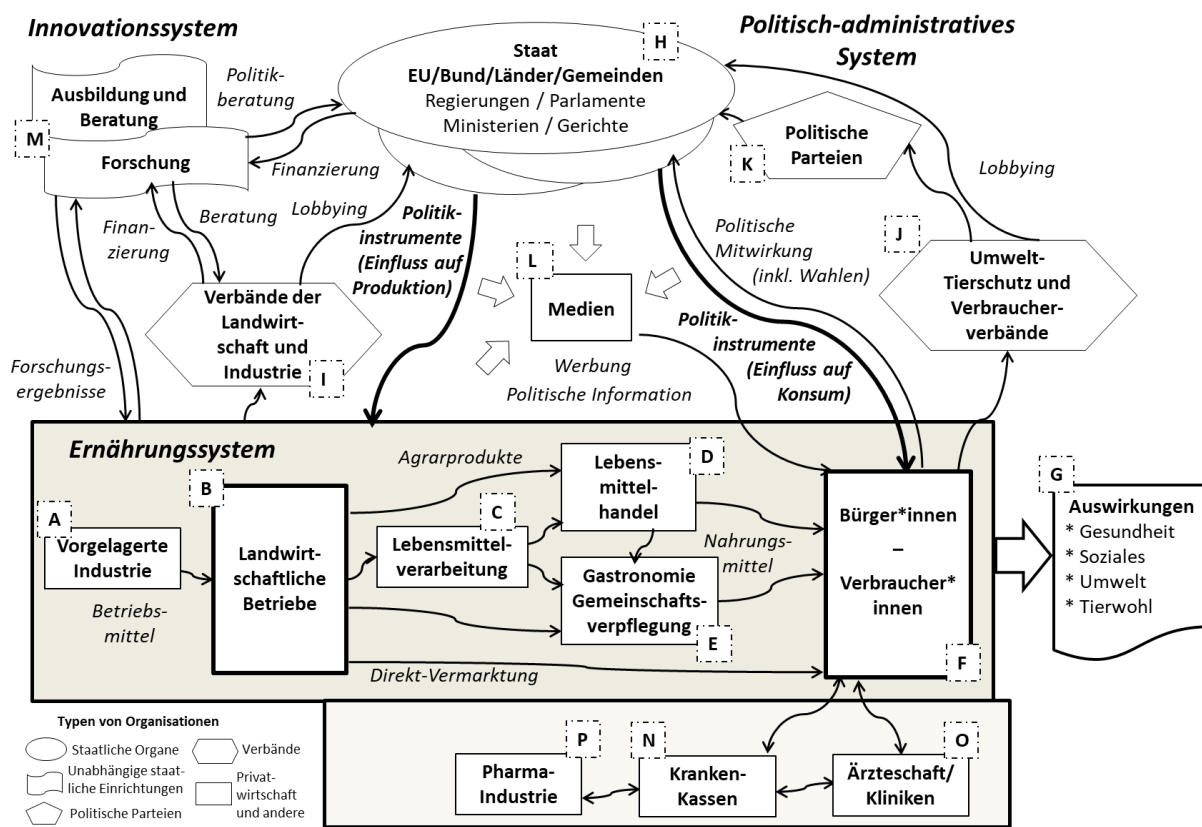 Innovationssystem
Politisch-administratives
System
H
Staat
EU/Bund/Länder/Gemeinden
Regierungen / Parlamente
Ministerien / Gerichte
Ausbildung und
Beratung
M
Forschung
Politik-
beratung
Finanzierung
Politische
Parteien
K
Lobbying
Finan-
zierung
Beratung
Lobbying
Politik-
instrumente
(Einfluss auf
Produktion)
L
Medien
Politische
Mitwirkung
(inkl. Wahlen)
J
Umwelt-
Tierschutz und
Verbraucher-
verbände
Verbände der
Landwirt-
schaft und
Industrie
I
Forschungs-
ergebnisse
Werbung
Politische Information
Politik-
instrumente
(Einfluss auf
Konsum)
Ernährungssystem
A
Vorgelagerte
Industrie
Betriebs-
mittel
B
Landwirt-
schaftliche
Betriebe
Agrarprodukte
C
Lebensmittel-
verarbeitung
D
Lebens-
mittel-
handel
Gastronomie
Gemeinschafts-
verpflegung
E
Nahrungs-
mittel
Direkt-Vermarktung
Bürger*innen
–
Verbraucher*
innen
F
G
Auswirkungen
* Gesundheit
* Soziales
* Umwelt
* Tierwohl
P
Pharma-
Industrie
N
Kranken-
Kassen
O
Ärzteschaft/
Kliniken
Typen von Organisationen
Staatliche Organe
Unabhängige staat-
liche Einrichtungen
Politische Parteien
Verbände
Privat-
wirtschaft
und andere